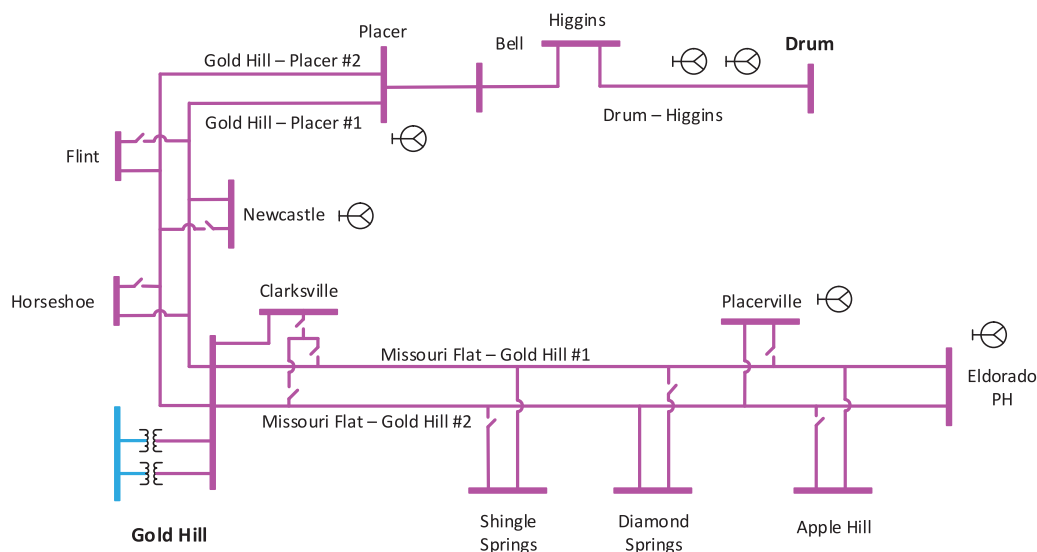 Higgins
Placer
Bell
Drum
Gold Hill – Placer #2
Gold Hill – Placer #1
Drum – Higgins
Flint
Newcastle
Clarksville
Placerville
Horseshoe
Missouri Flat – Gold Hill #1
Eldorado
PH
Missouri Flat – Gold Hill #2
Gold Hill
Shingle
Springs
Diamond
Springs
Apple Hill